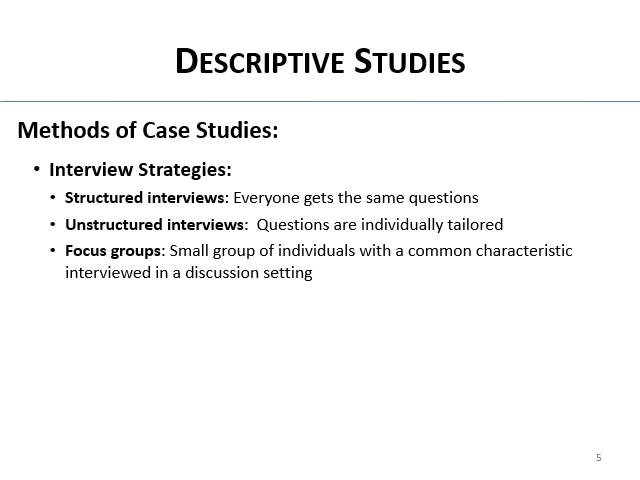 DESCRIPTIVE STUDIES
Methods of Case Studies:
• Interview Strategies:
• Structured interviews: Everyone gets the same questions
• Unstructured interviews:  Questions are individually tailored
• Focus groups: Small group of individuals with a common characteristic
interviewed in a discussion setting
5